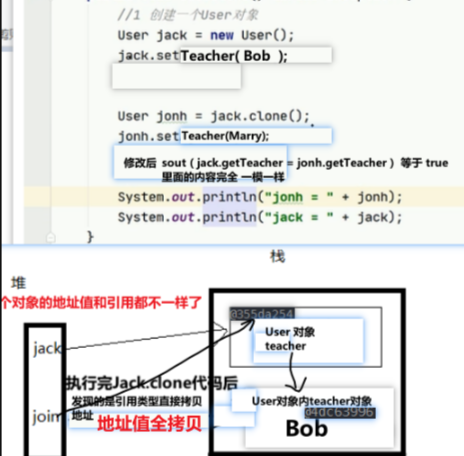 //1 创建一个User对象
User jack = new User();
jack.setTeacher( Bob );
User jonh = jack.clone();
jonh.setTeacher(Marry);
修改后 sout ( jack.getTeacher = jonh.getTeacher ) 等于 true
里面的内容完全 一模一样
System.out.println("jonh = " + jonh);
System.out.println("jack = " + jack);
}
栈
堆
个对象的地址值和引用都不一样了
0355da254
User 对象
teacher
jack
执行完Jack.clone代码后
发现的是引用类型直接拷贝
地址
join
地址值全拷贝
User对象内teacher对象
d4dc63996
Bob